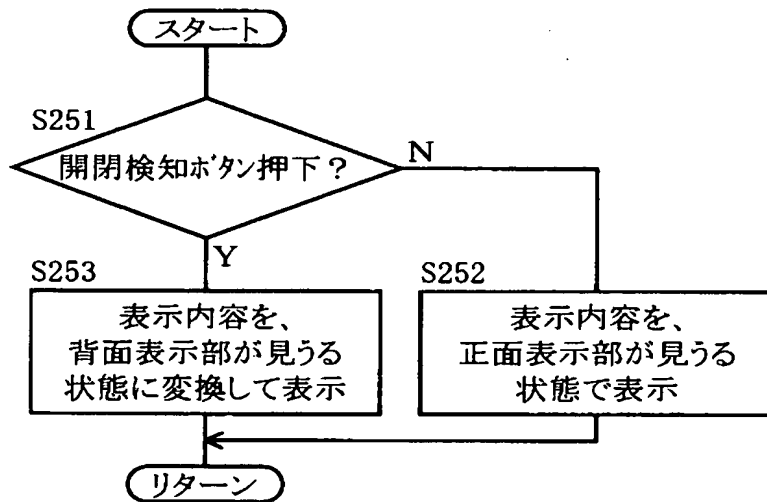 スタート
S251
開閉検知ボタン押下？
N
Y
S253
表示内容を、
背面表示部が見うる
状態に変換して表示
S252
表示内容を、
正面表示部が見うる
状態で表示
リターン